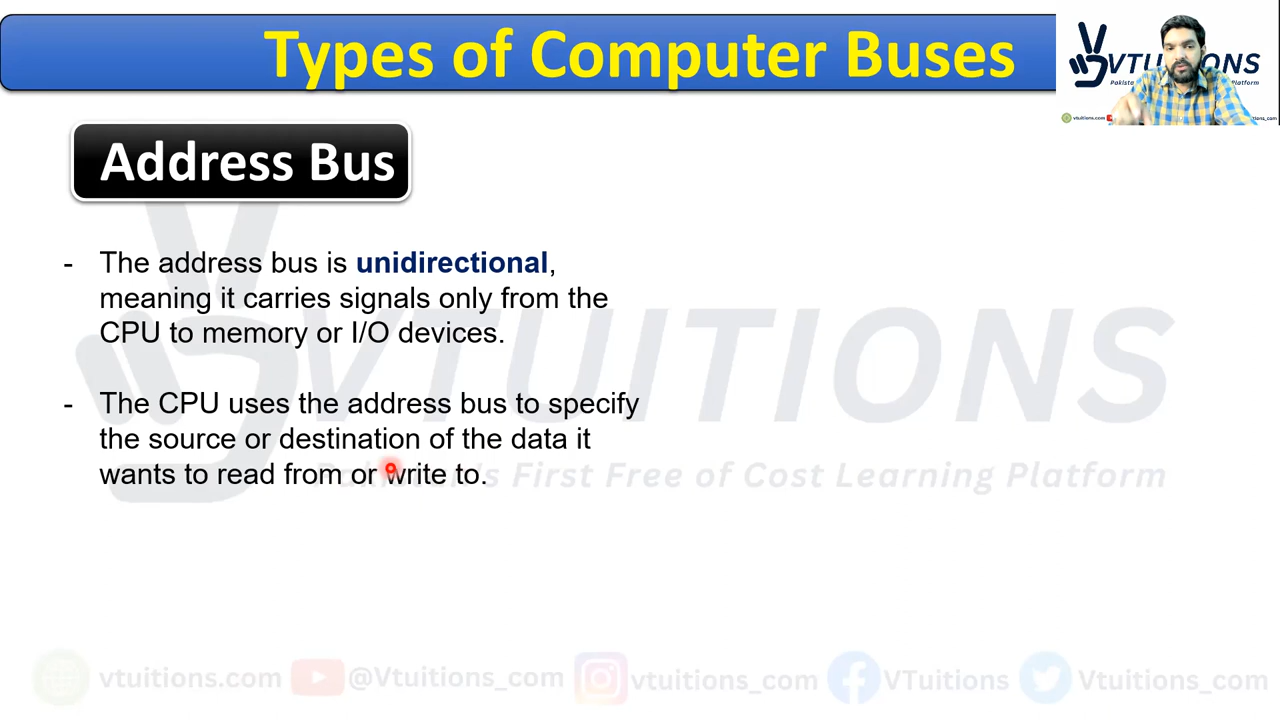 Types of Computer Buses
VTUITIONS
Address Bus
- The address bus is unidirectional,
meaning it carries signals only from the
CPU to memory or I/O devices.
- The CPU uses the address bus to specify
the source or destination of the data it
wants to read from or write to.
VTUITIONS
Pakistan's First Free of Cost Learning Platform
vtuitions.com @Vtuitions_com vtuitions_com VTuitions Vtuitions_com